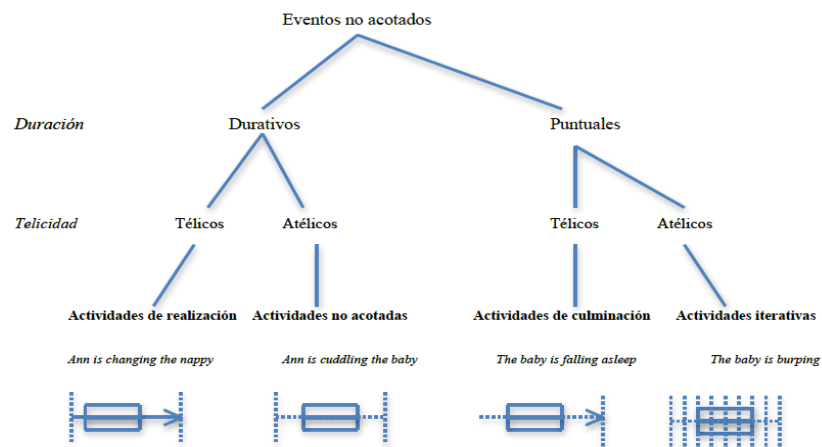 Eventos no acotados
Duración Durativos Puntuales
Telicidad Télicos Atélicos Télicos Atélicos
Actividades de realización Actividades no acotadas Actividades de culminación Actividades iterativas
Ann is changing the nappy Ann is cuddling the baby The baby is falling asleep The baby is burping